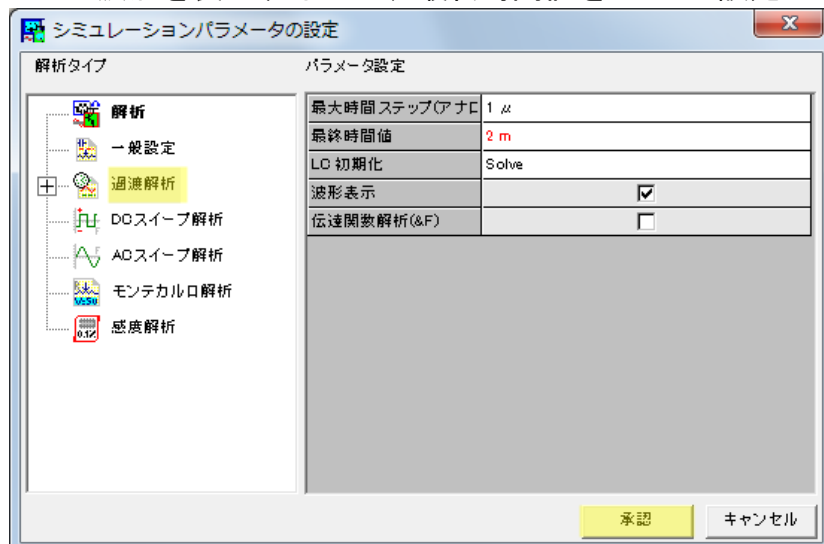 シミュレーションパラメータの設定
解析タイプ
パラメータ設定
解析
一般設定
過渡解析
DCスイープ解析
ACスイープ解析
モンテカルロ解析
感度解析
最大時間ステップ(アナロ 1 μ
最終時間値 2 m
LC 初期化 Solve
波形表示
伝達関数解析(&F)
承認
キャンセル